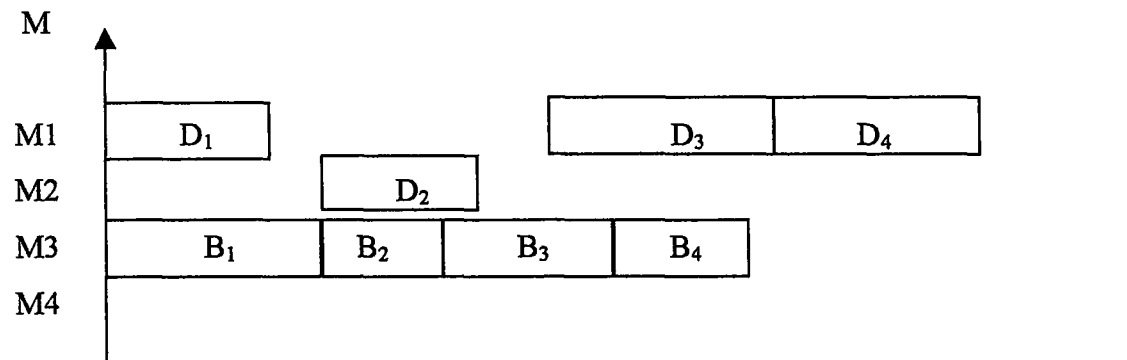 M
M1 D₁ D₃ D₄
M2 D₂
M3 B₁ B₂ B₃ B₄
M4